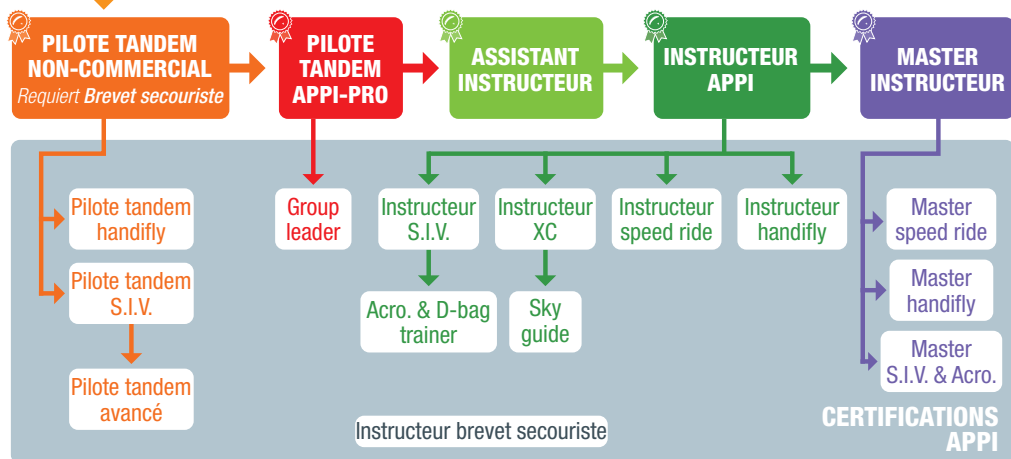 PILOTE TANDEM
NON-COMMERCIAL
Requiert Brevet secouriste
PILOTE
TANDEM
APPI-PRO
ASSISTANT
INSTRUCTEUR
INSTRUCTEUR
APPI
MASTER
INSTRUCTEUR
Pilote tandem
handifly
Pilote tandem
S.I.V.
Pilote tandem
avancé
Group
leader
Instructeur
S.I.V.
Acro. & D-bag
trainer
Instructeur
XC
Sky
guide
Instructeur
speed ride
Instructeur
handifly
Master
speed ride
Master
handifly
Master
S.I.V. & Acro.
Instructeur brevet secouriste
CERTIFICATIONS
APPI